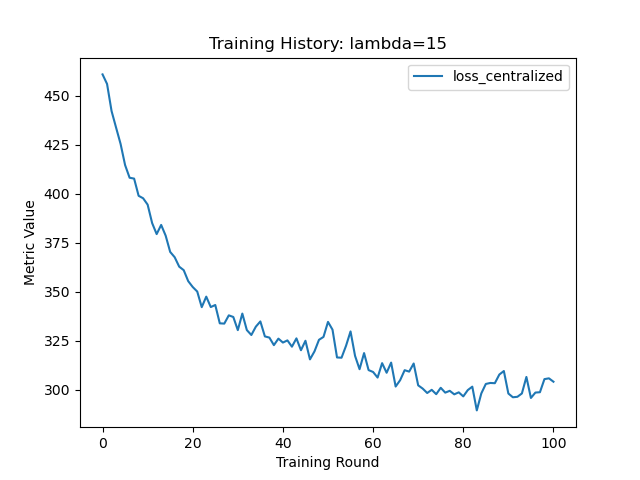 Training History: lambda=15
loss_centralized
Metric Value
450
425
400
375
350
325
300
0 20 40 60 80 100
Training Round